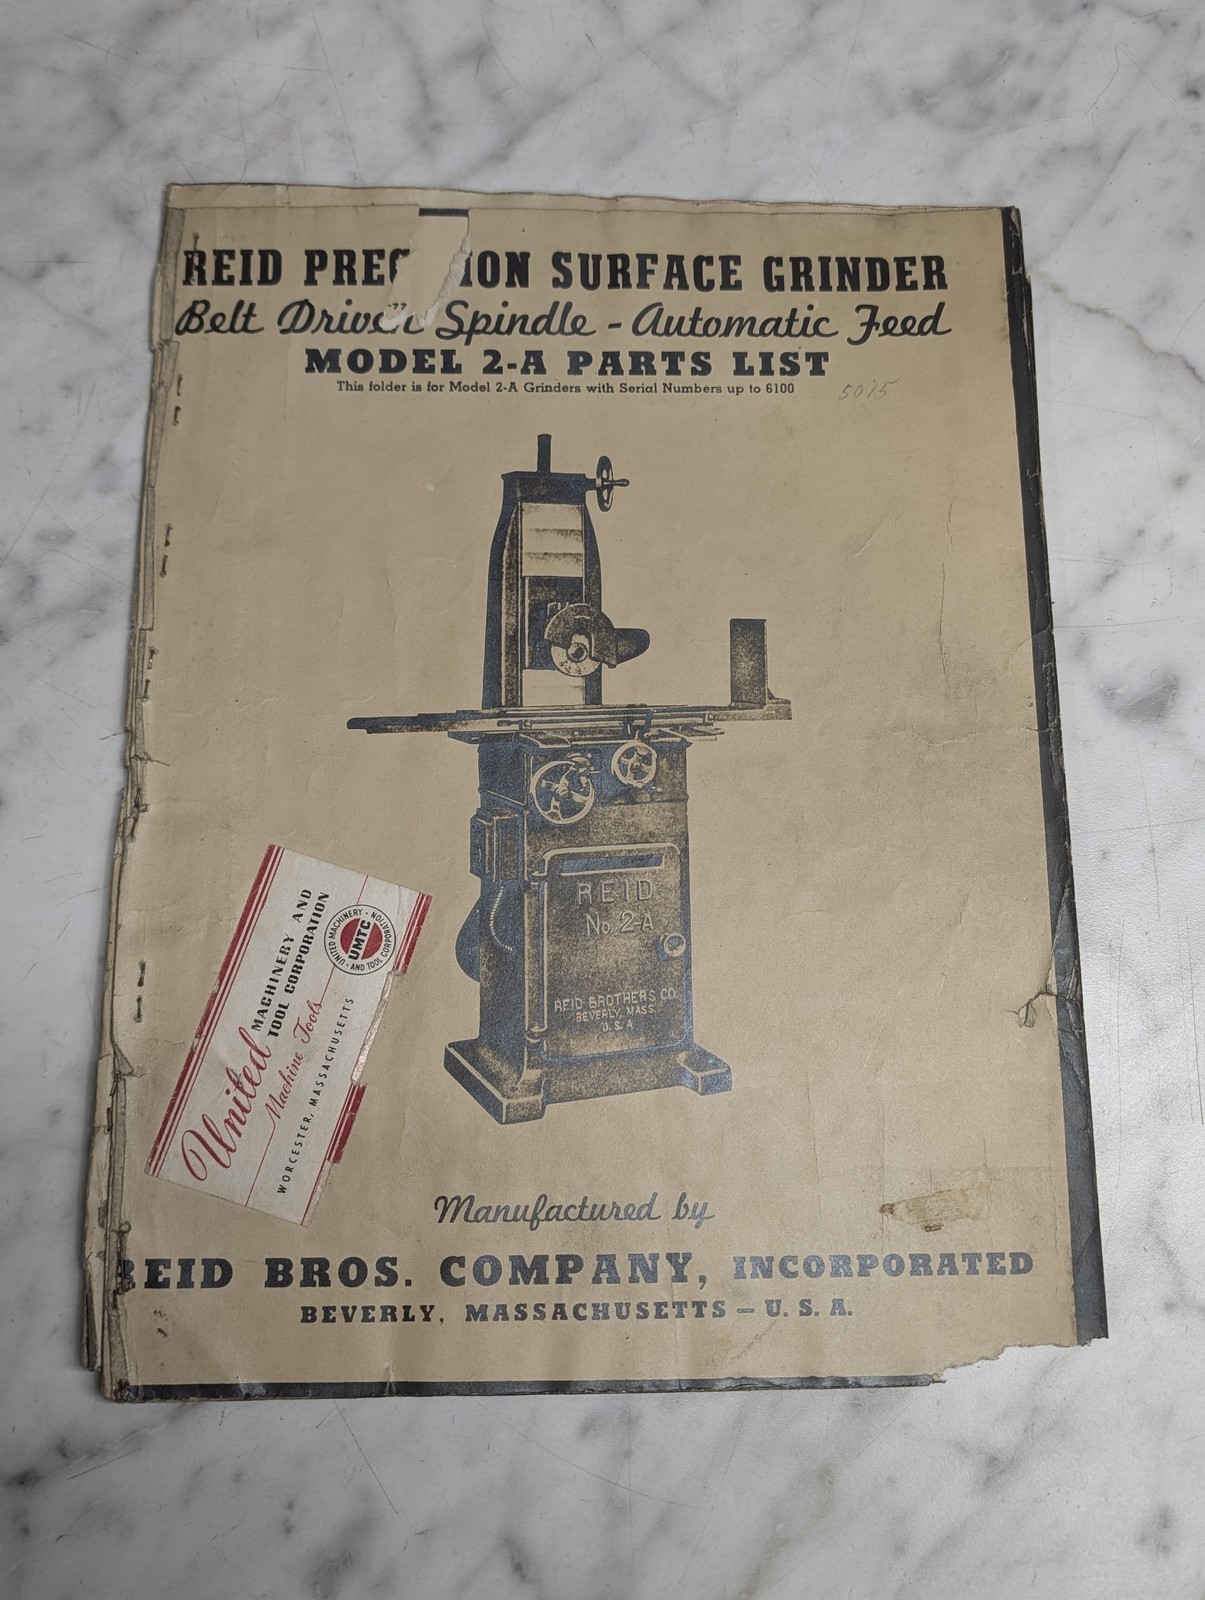 REID PREC ION SURFACE GRINDER
Belt Driven Spindle - Automatic Feed
MODEL 2-A PARTS LIST
This folder is for Model 2-A Grinders with Serial Numbers up to 6100
5015
REID
No. 2-A
REID BROTHERS CO.
BEVERLY, MASS.
U. S. A
United
MACHINERY AND
TOOL CORPORATION
Machine Tools
WORCESTER, MASSACHUSETTS
UNITED MACHINERY
UMTC
AND TOOL CORPORATION
Manufactured by
REID BROS. COMPANY, INCORPORATED
BEVERLY, MASSACHUSETTS — U. S. A.